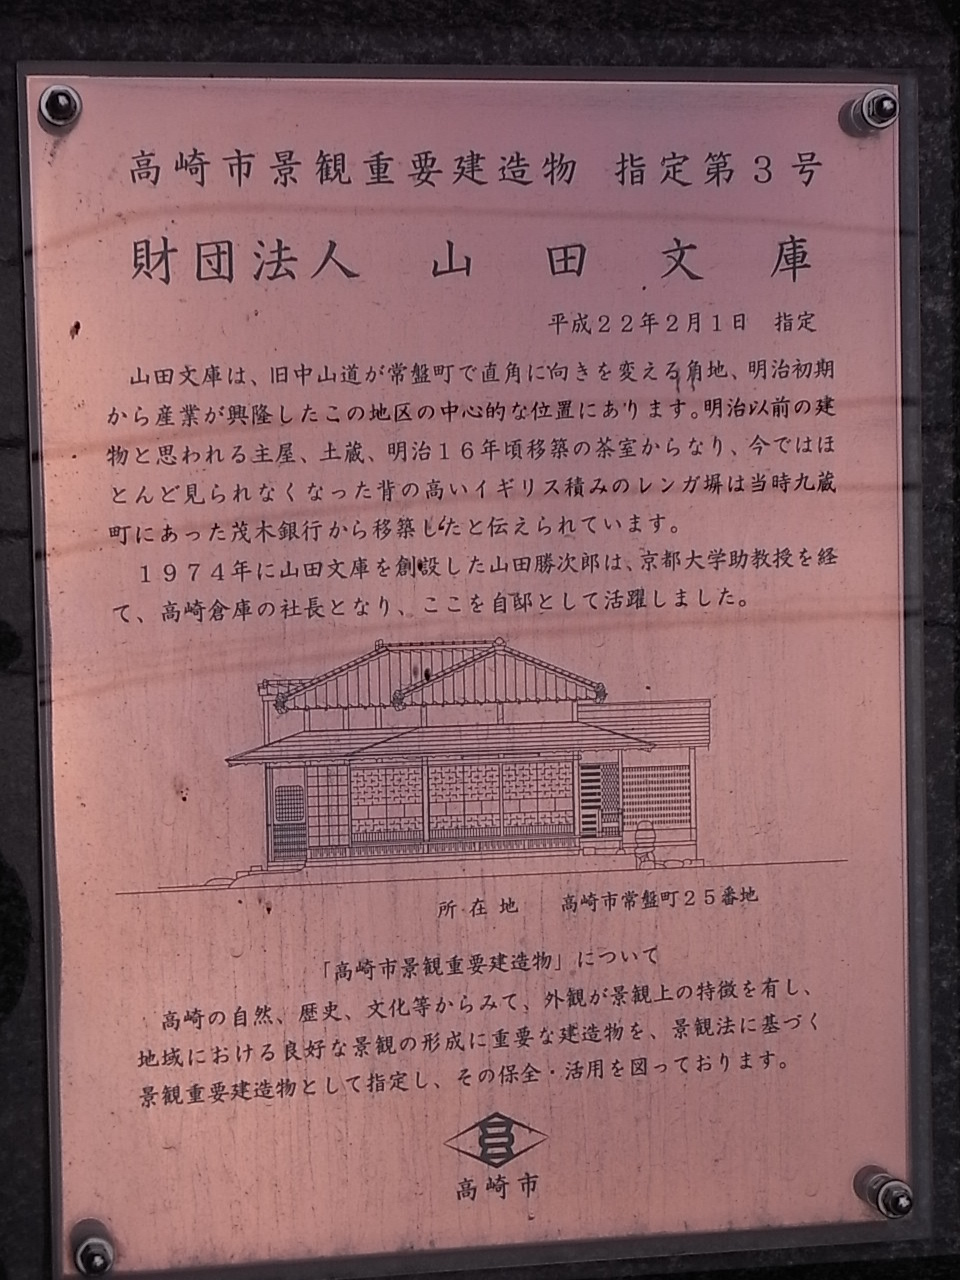 高崎市景観重要建造物　指定第３号
財団法人　山田文庫
平成２２年２月１日　指定
山田文庫は、旧中山道が常盤町で直角に向きを変える角地、明治初期
から産業が興隆したこの地区の中心的な位置にあります。明治以前の建
物と思われる主屋、土蔵、明治１６年頃移築の茶室からなり、今ではほ
とんど見られなくなった背の高いイギリス積みのレンガ塀は当時九蔵
町にあった茂木銀行から移築したと伝えられています。
１９７４年に山田文庫を創設した山田勝次郎は、京都大学助教授を経
て、高崎倉庫の社長となり、ここを自邸として活躍しました。
所在地　高崎市常盤町２５番地
「高崎市景観重要建造物」について
高崎の自然、歴史、文化等からみて、外観が景観上の特徴を有し、
地域における良好な景観の形成に重要な建造物を、景観法に基づく
景観重要建造物として指定し、その保全・活用を図っております。
高崎市